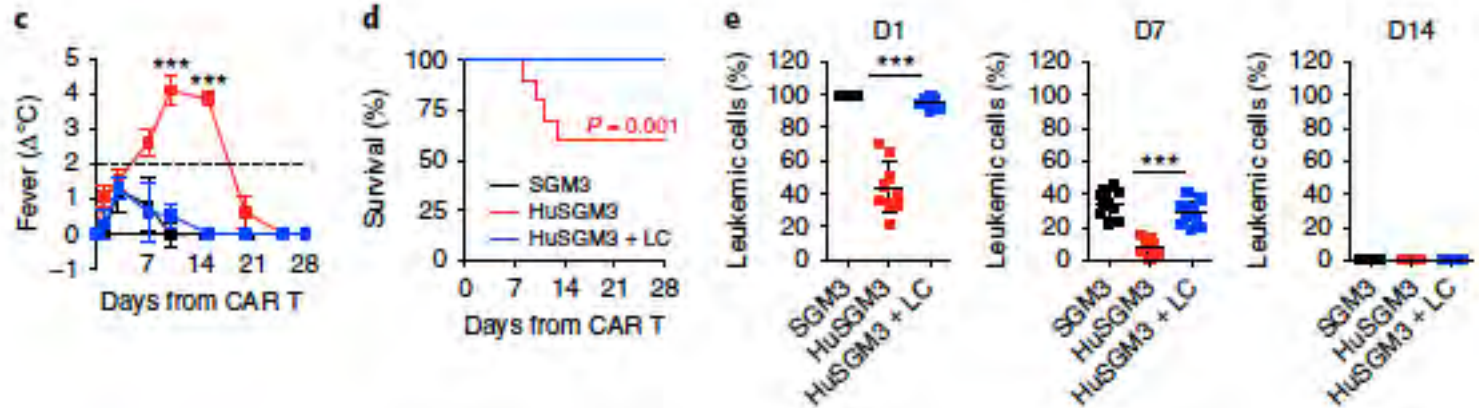 c
Fever (Δ °C)
5
4
3
2
1
0
–1
*** ***
7 14 21 28
Days from CAR T
d
Survival (%)
100
75
50
25
0
P = 0.001
SGM3
HuSGM3
HuSGM3 + LC
0 7 14 21 28
Days from CAR T
e
D1
Leukemic cells (%)
120
100
80
60
40
20
0
***
SGM3
HuSGM3
HuSGM3 + LC
D7
Leukemic cells (%)
120
100
80
60
40
20
0
***
SGM3
HuSGM3
HuSGM3 + LC
D14
Leukemic cells (%)
120
100
80
60
40
20
0
SGM3
HuSGM3
HuSGM3 + LC